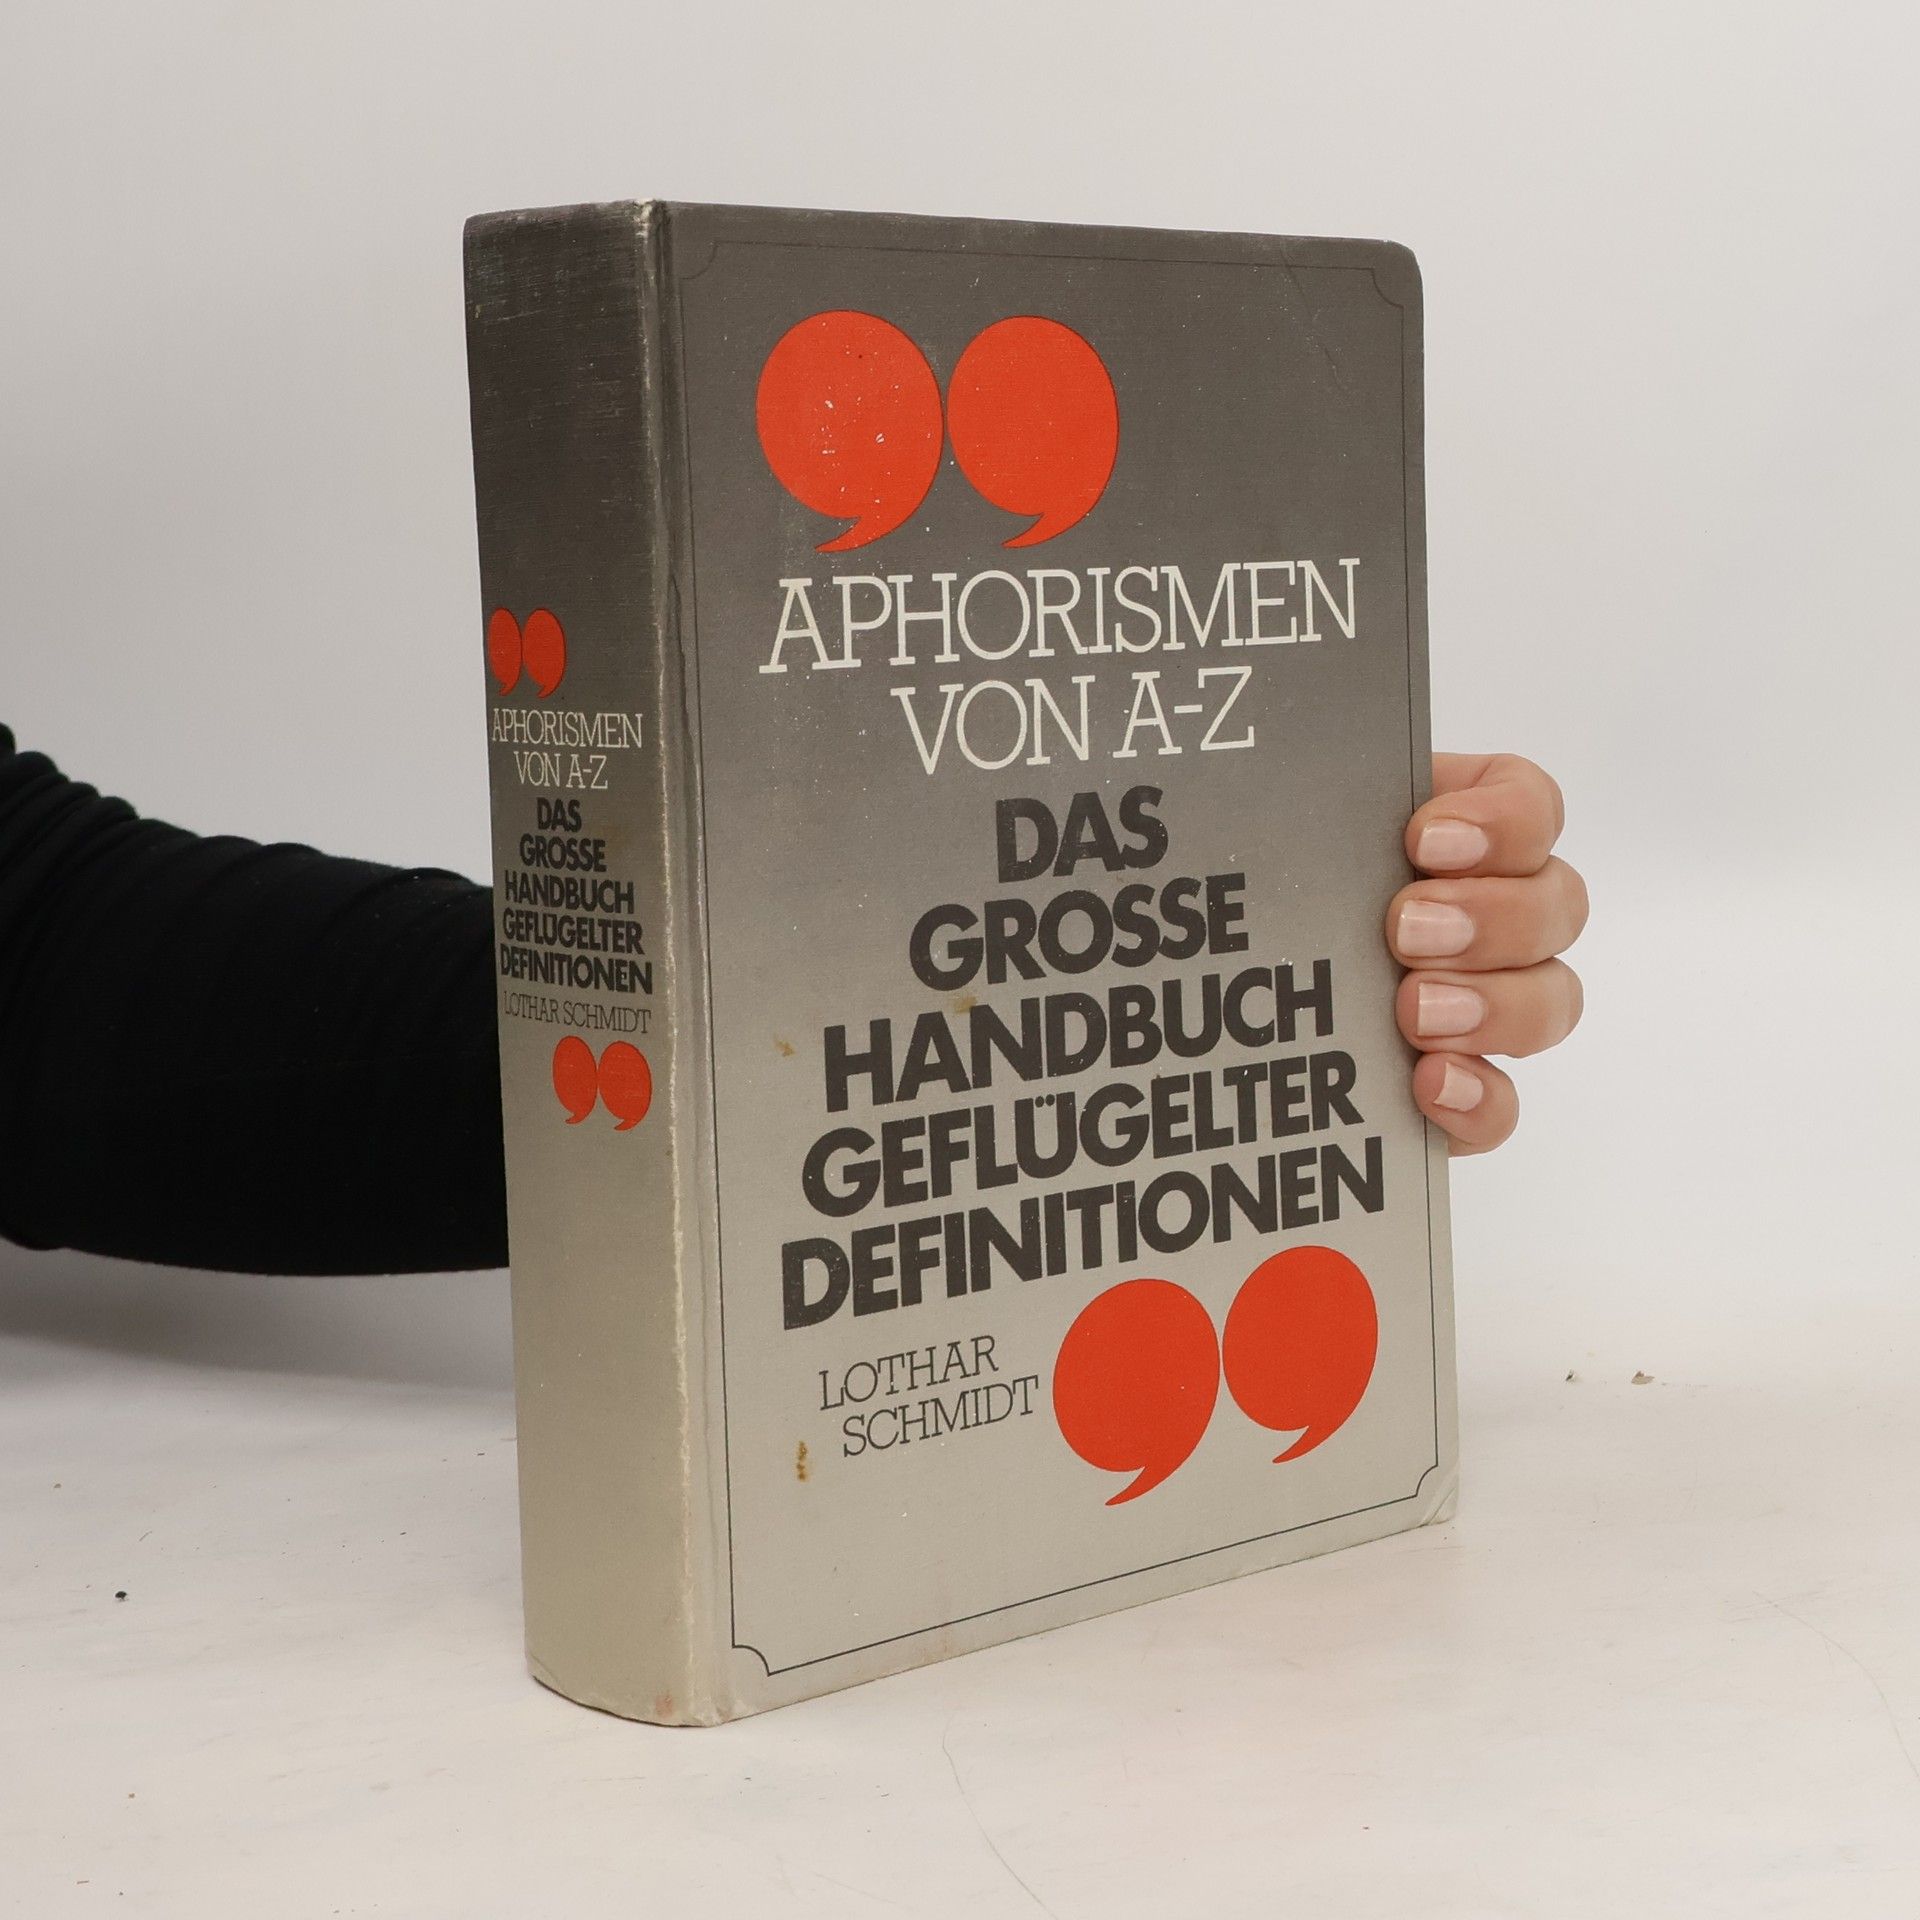 APHORISMEN
VON A-Z
DAS
GROSSE
HANDBUCH
GEFLÜGELTER
DEFINITIONEN
LOTHAR SCHMIDT
APHORISMEN
VON A-Z
DAS
GROSSE
HANDBUCH
GEFLÜGELTER
DEFINITIONEN
LOTHAR
SCHMIDT